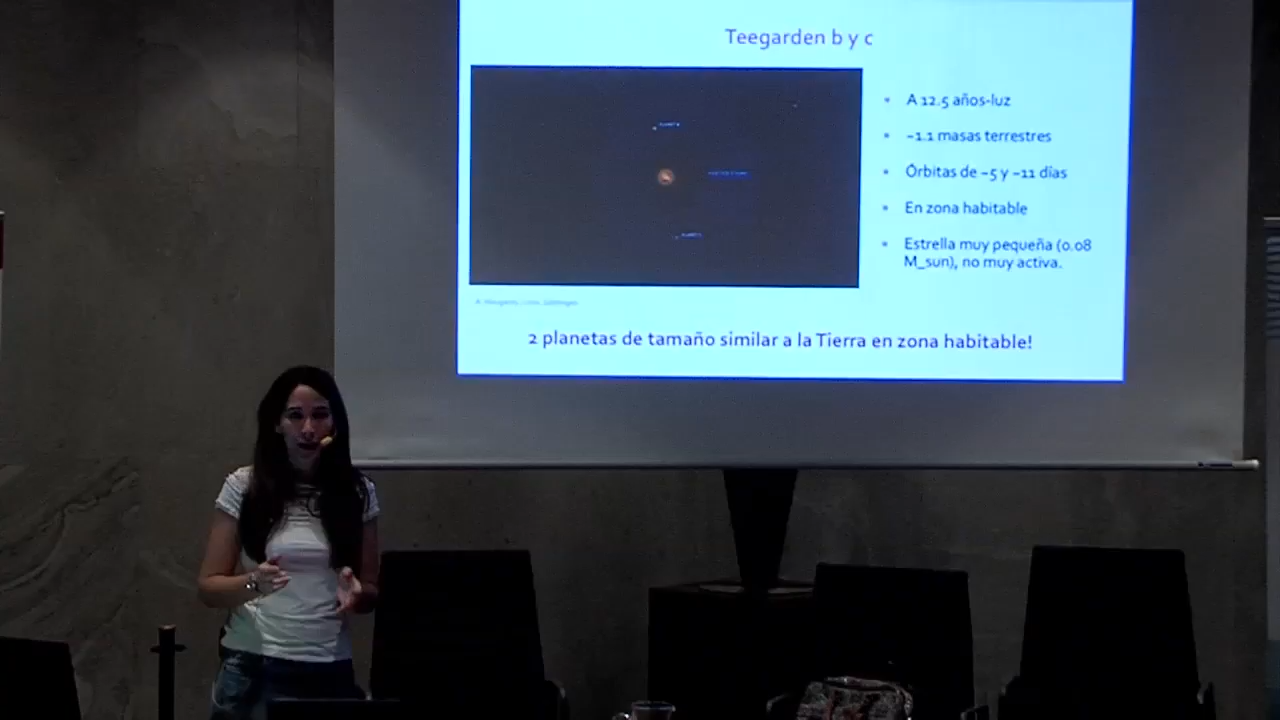 Teegarden b y c
A 12.5 años-luz
~1.1 masas terrestres
Órbitas de ~5 y ~11 días
En zona habitable
Estrella muy pequeña (0.08
M_sun), no muy activa.
2 planetas de tamaño similar a la Tierra en zona habitable!